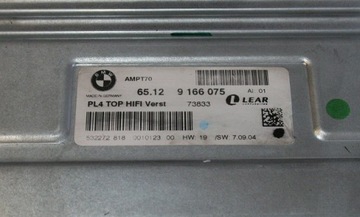 AMPT70
65.12 9 166 075 AI: 01
MADE IN GERMANY
PL4 TOP HIFI Verst 73833 LEAR
532272 818 0010123 00 HW: 19 /SW: 7.09.04